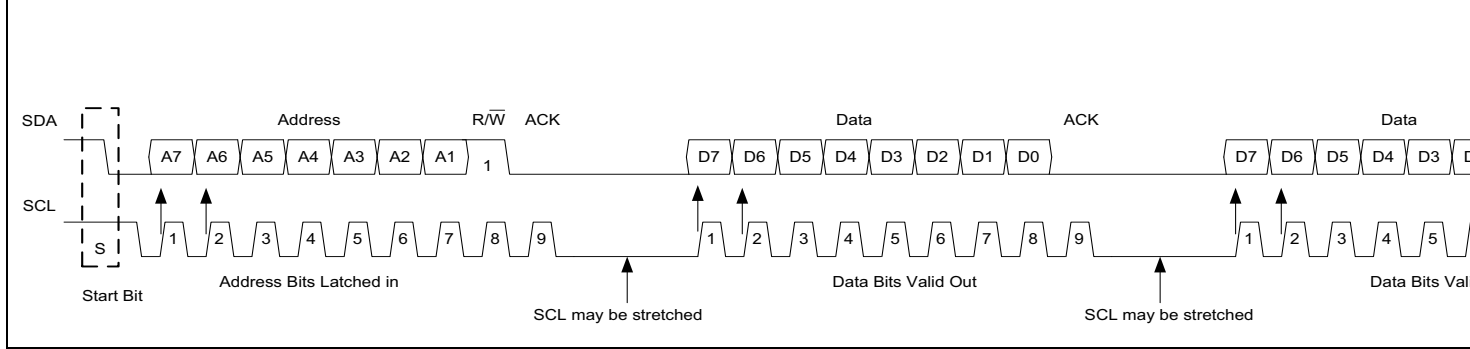 Address R/W̅ ACK Data ACK Data
SDA
A7 A6 A5 A4 A3 A2 A1 1 D7 D6 D5 D4 D3 D2 D1 D0 D7 D6 D5 D4 D3
SCL
S 1 2 3 4 5 6 7 8 9 1 2 3 4 5 6 7 8 9 1 2 3 4 5
Address Bits Latched in Data Bits Valid Out Data Bits Val
Start Bit
SCL may be stretched SCL may be stretched